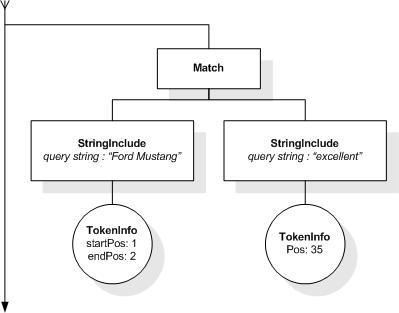 Match
StringInclude
query string : “Ford Mustang”
StringInclude
query string : “excellent”
TokenInfo
startPos: 1
endPos: 2
TokenInfo
Pos: 35